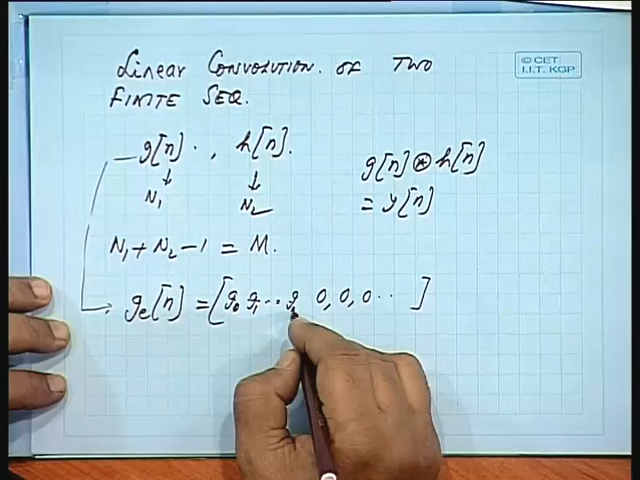 Linear Convolution of Two
Finite Seq.
© CET
I.I.T. KGP
g[n] , h[n].
g[n] ⊛ h[n]
N₁ N₂
= y[n]
N₁ + N₂ - 1 = M.
gₑ[n] = [g₀ g₁ ... g 0, 0, 0 .. ]